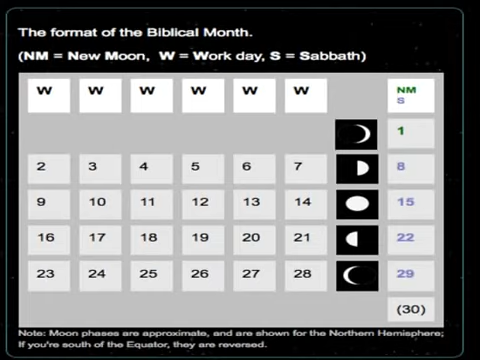 The format of the Biblical Month.
(NM = New Moon, W = Work day, S = Sabbath)
W W W W W W NM
S
1
2 3 4 5 6 7 8
9 10 11 12 13 14 15
16 17 18 19 20 21 22
23 24 25 26 27 28 29
(30)
Note: Moon phases are approximate, and are shown for the Northern Hemisphere;
If you're south of the Equator, they are reversed.